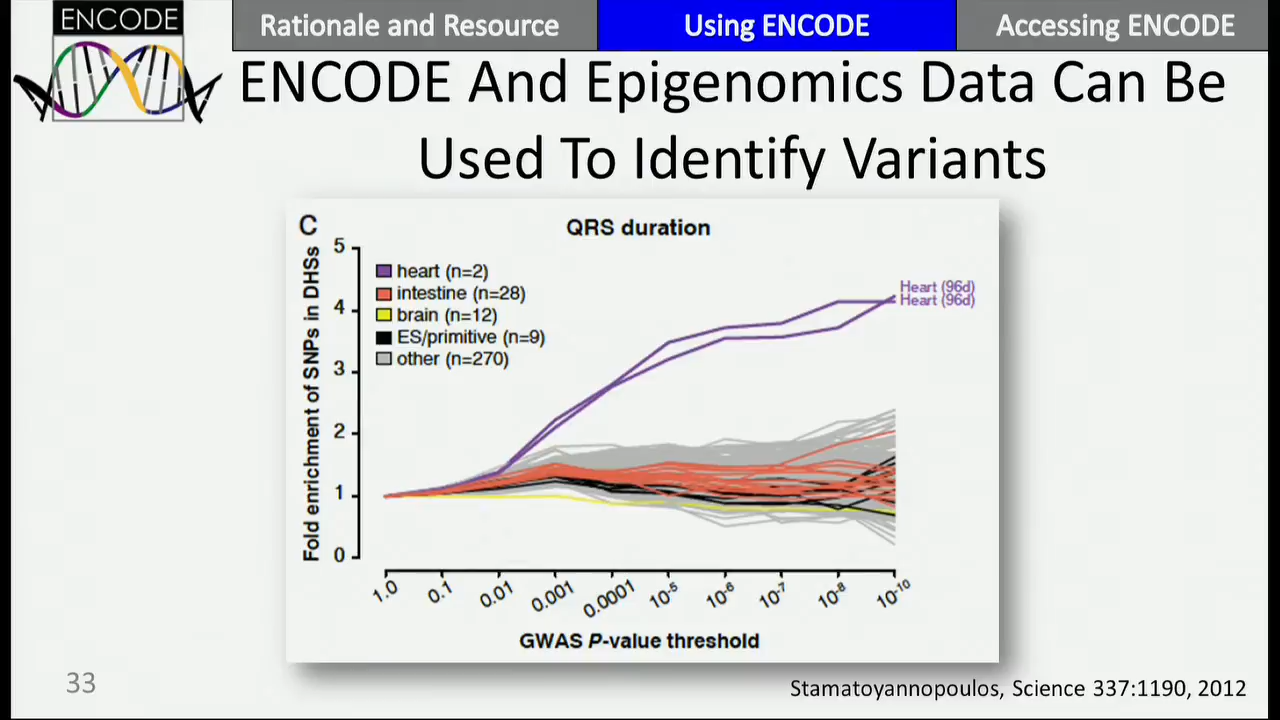 ENCODE
Rationale and Resource
Using ENCODE
Accessing ENCODE
ENCODE And Epigenomics Data Can Be
Used To Identify Variants
C
QRS duration
Fold enrichment of SNPs in DHSs
5
4
3
2
1
0
heart (n=2)
intestine (n=28)
brain (n=12)
ES/primitive (n=9)
other (n=270)
Heart (96d)
Heart (96d)
1.0
0.1
0.01
0.001
0.0001
10-5
10-6
10-7
10-8
10-10
GWAS P-value threshold
33
Stamatoyannopoulos, Science 337:1190, 2012